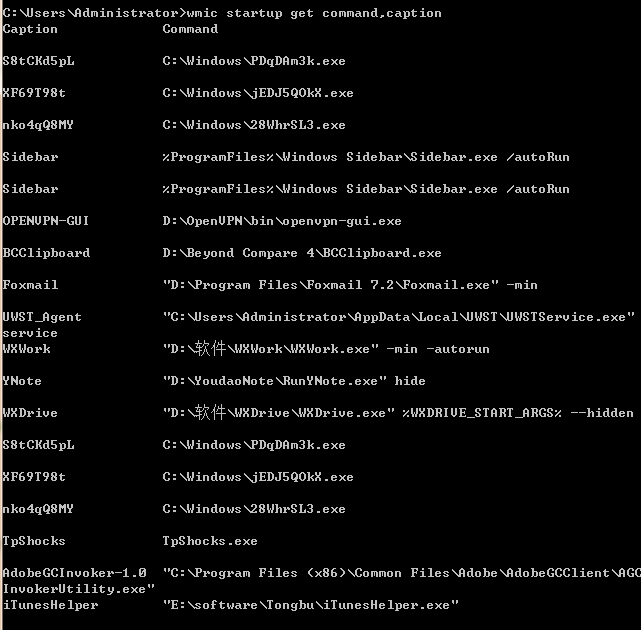 C:\Users\Administrator>wmic startup get command,caption
Caption Command
S8tCKd5pL C:\Windows\PDqDAm3k.exe
XF69T98t C:\Windows\jEDJ5QOkX.exe
nko4qQ8MY C:\Windows\28WhrSL3.exe
Sidebar %ProgramFiles%\Windows Sidebar\Sidebar.exe /autoRun
Sidebar %ProgramFiles%\Windows Sidebar\Sidebar.exe /autoRun
OPENVPN-GUI D:\OpenVPN\bin\openvpn-gui.exe
BCClipboard D:\Beyond Compare 4\BCClipboard.exe
Foxmail "D:\Program Files\Foxmail 7.2\Foxmail.exe" -min
UWST_Agent "C:\Users\Administrator\AppData\Local\UWST\UWSTService.exe"
service
WXWork "D:\软件\WXWork\WXWork.exe" -min -autorun
YNote "D:\YoudaoNote\RunYNote.exe" hide
WXDrive "D:\软件\WXDrive\WXDrive.exe" %WXDRIVE_START_ARGS% --hidden
S8tCKd5pL C:\Windows\PDqDAm3k.exe
XF69T98t C:\Windows\jEDJ5QOkX.exe
nko4qQ8MY C:\Windows\28WhrSL3.exe
TpShocks TpShocks.exe
AdobeGCInvoker-1.0 "C:\Program Files (x86)\Common Files\Adobe\AdobeGCClient\AGC
InvokerUtility.exe"
iTunesHelper "E:\software\Tongbu\iTunesHelper.exe"